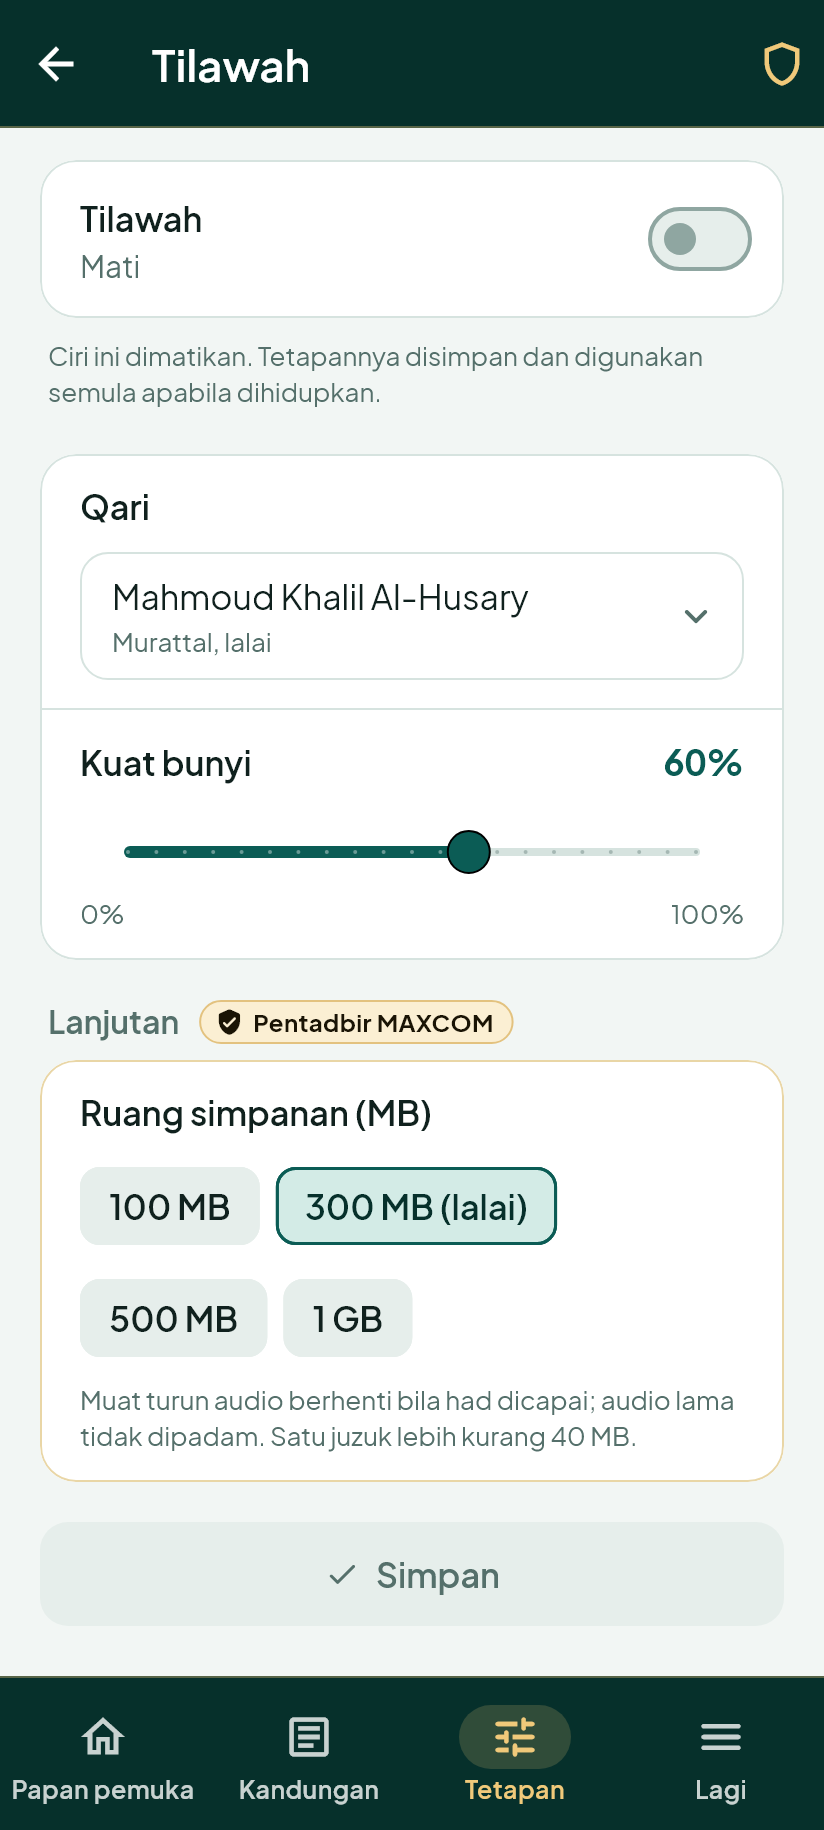 Tilawah
Tilawah
Mati
Ciri ini dimatikan. Tetapannya disimpan dan digunakan
semula apabila dihidupkan.
Qari
Mahmoud Khalil Al-Husary
Murattal, lalai
Kuat bunyi
60%
0%
100%
Lanjutan
Pentadbir MAXCOM
Ruang simpanan (MB)
100 MB
300 MB (lalai)
500 MB
1 GB
Muat turun audio berhenti bila had dicapai; audio lama
tidak dipadam. Satu juzuk lebih kurang 40 MB.
Simpan
Papan pemuka
Kandungan
Tetapan
Lagi